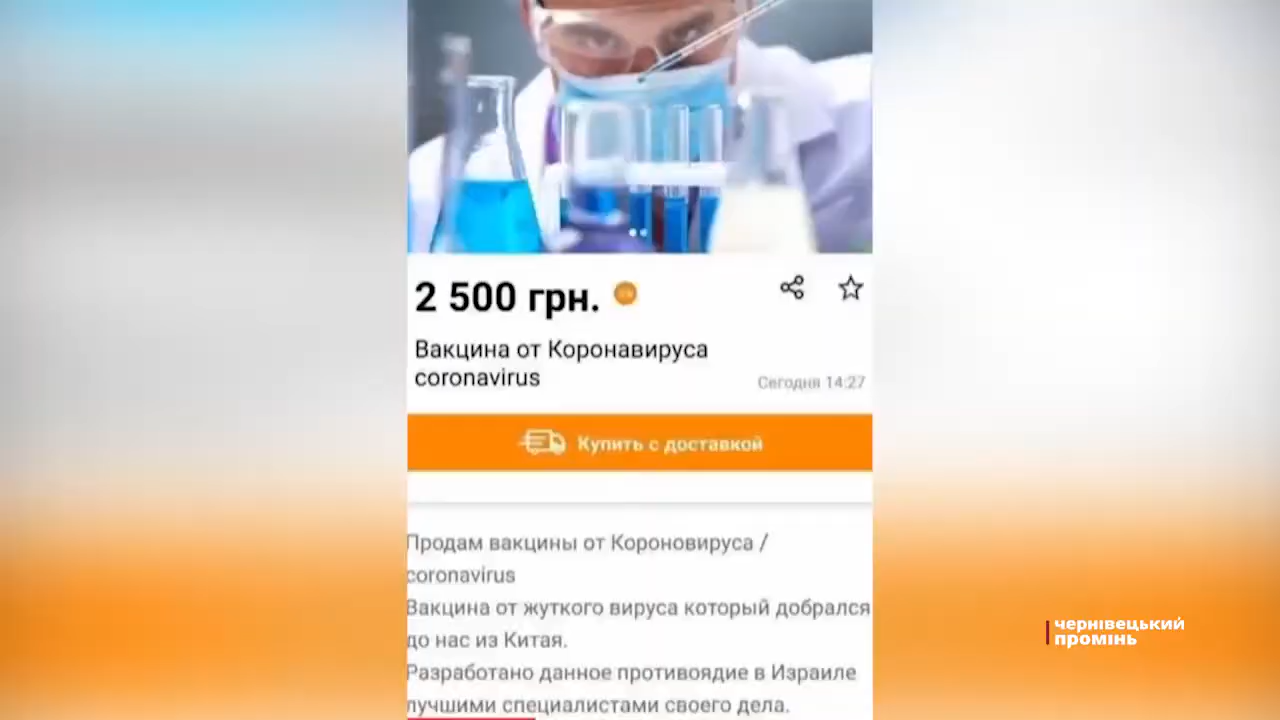 2 500 грн.
Вакцина от Коронавируса
coronavirus
Сегодня 14:27
Купить с доставкой
Продам вакцины от Короновируса /
coronavirus
Вакцина от жуткого вируса который добрался
до нас из Китая.
Разработано данное противоядие в Израиле
лучшими специалистами своего дела.
чернівецький
промінь